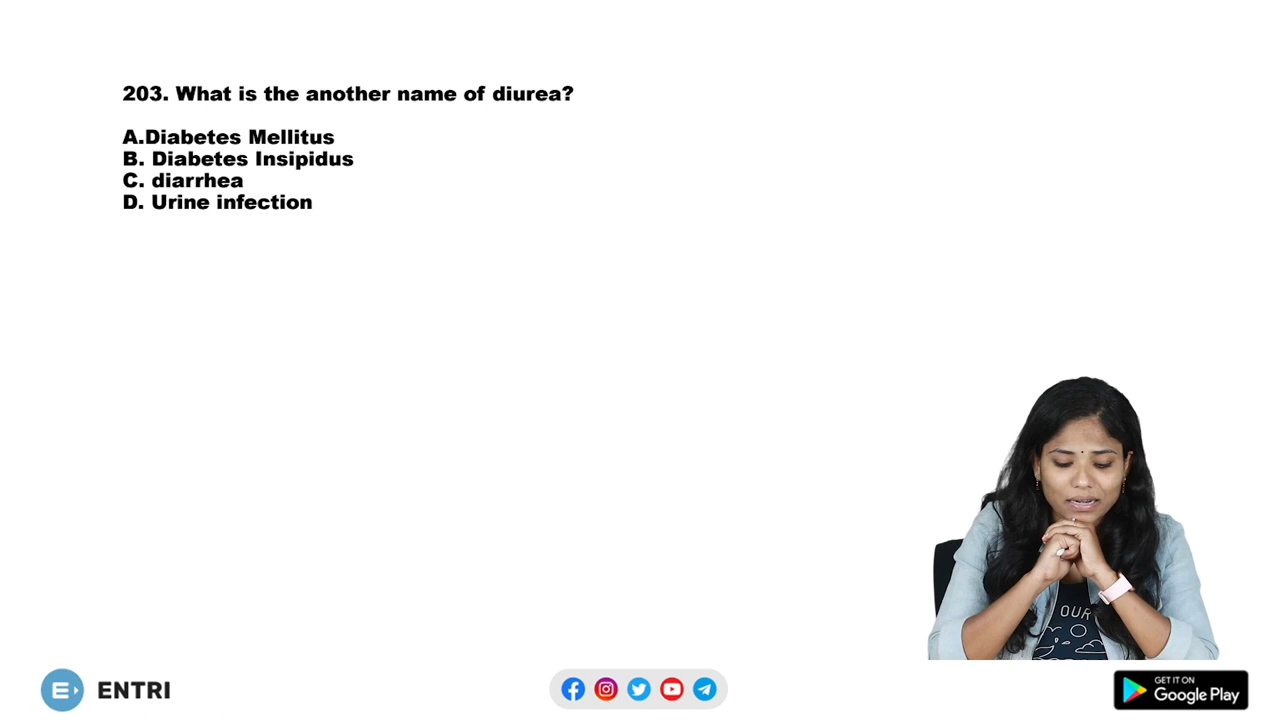 203. What is the another name of diurea?
A.Diabetes Mellitus
B. Diabetes Insipidus
C. diarrhea
D. Urine infection
OUR
E ENTRI
GET IT ON
Google Play